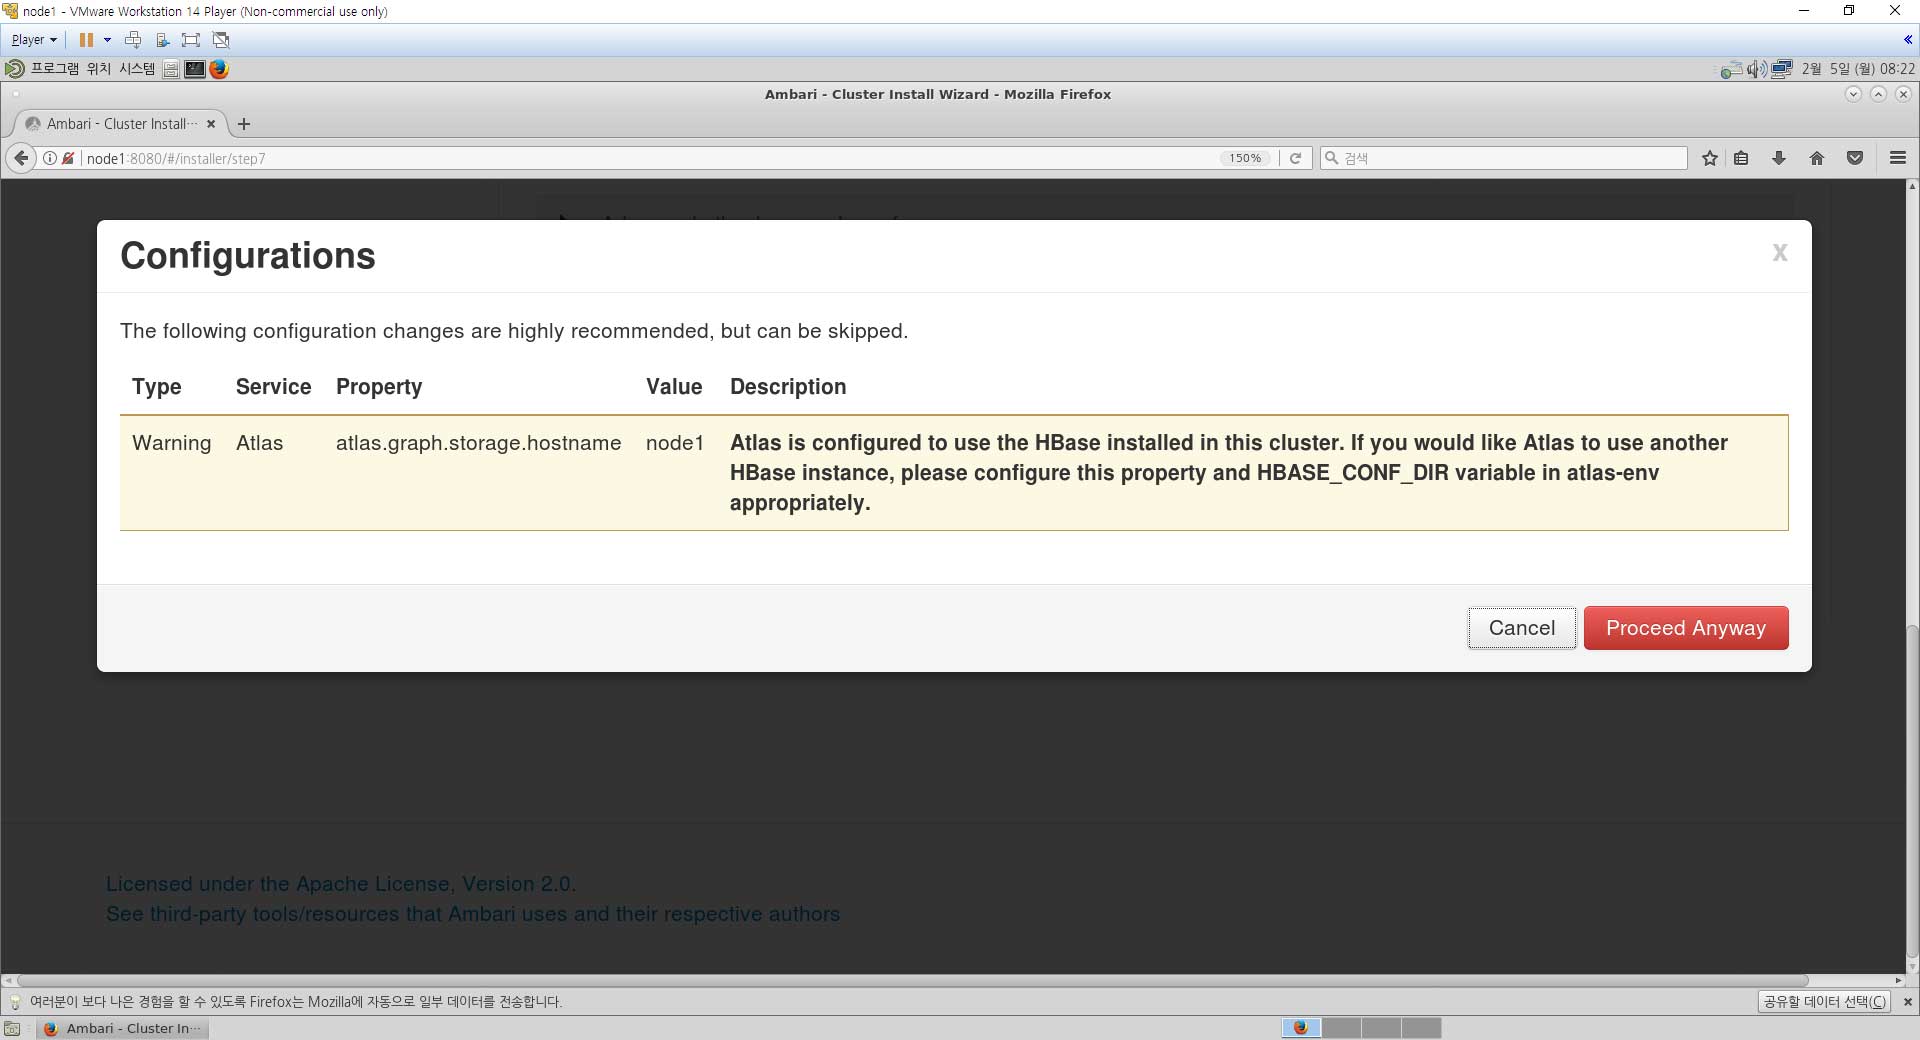 node1 - VMware Workstation 14 Player (Non-commercial use only)
Player
프로그램 위치 시스템
2월 5일 (월) 08:22
Ambari - Cluster Install Wizard - Mozilla Firefox
Ambari - Cluster Install···
node1:8080/#/installer/step7
150%
검색
Configurations
x
The following configuration changes are highly recommended, but can be skipped.
Type Service Property Value Description
Warning Atlas atlas.graph.storage.hostname node1 Atlas is configured to use the HBase installed in this cluster. If you would like Atlas to use another
HBase instance, please configure this property and HBASE_CONF_DIR variable in atlas-env
appropriately.
Cancel Proceed Anyway
Licensed under the Apache License, Version 2.0.
See third-party tools/resources that Ambari uses and their respective authors
여러분이 보다 나은 경험을 할 수 있도록 Firefox는 Mozilla에 자동으로 일부 데이터를 전송합니다.
공유할 데이터 선택(C)
Ambari - Cluster In···